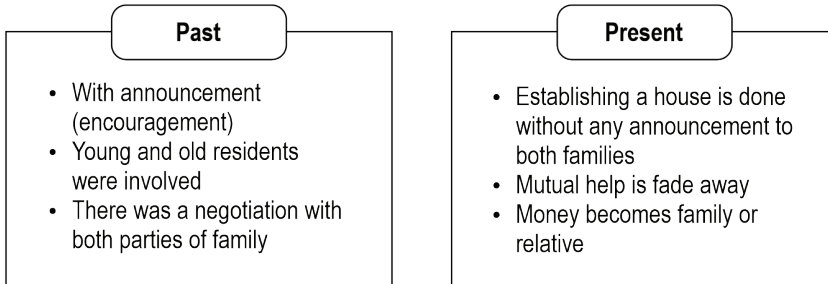 Past
• With announcement
(encouragement)
• Young and old residents
were involved
• There was a negotiation with
both parties of family
Present
• Establishing a house is done
without any announcement to
both families
• Mutual help is fade away
• Money becomes family or
relative